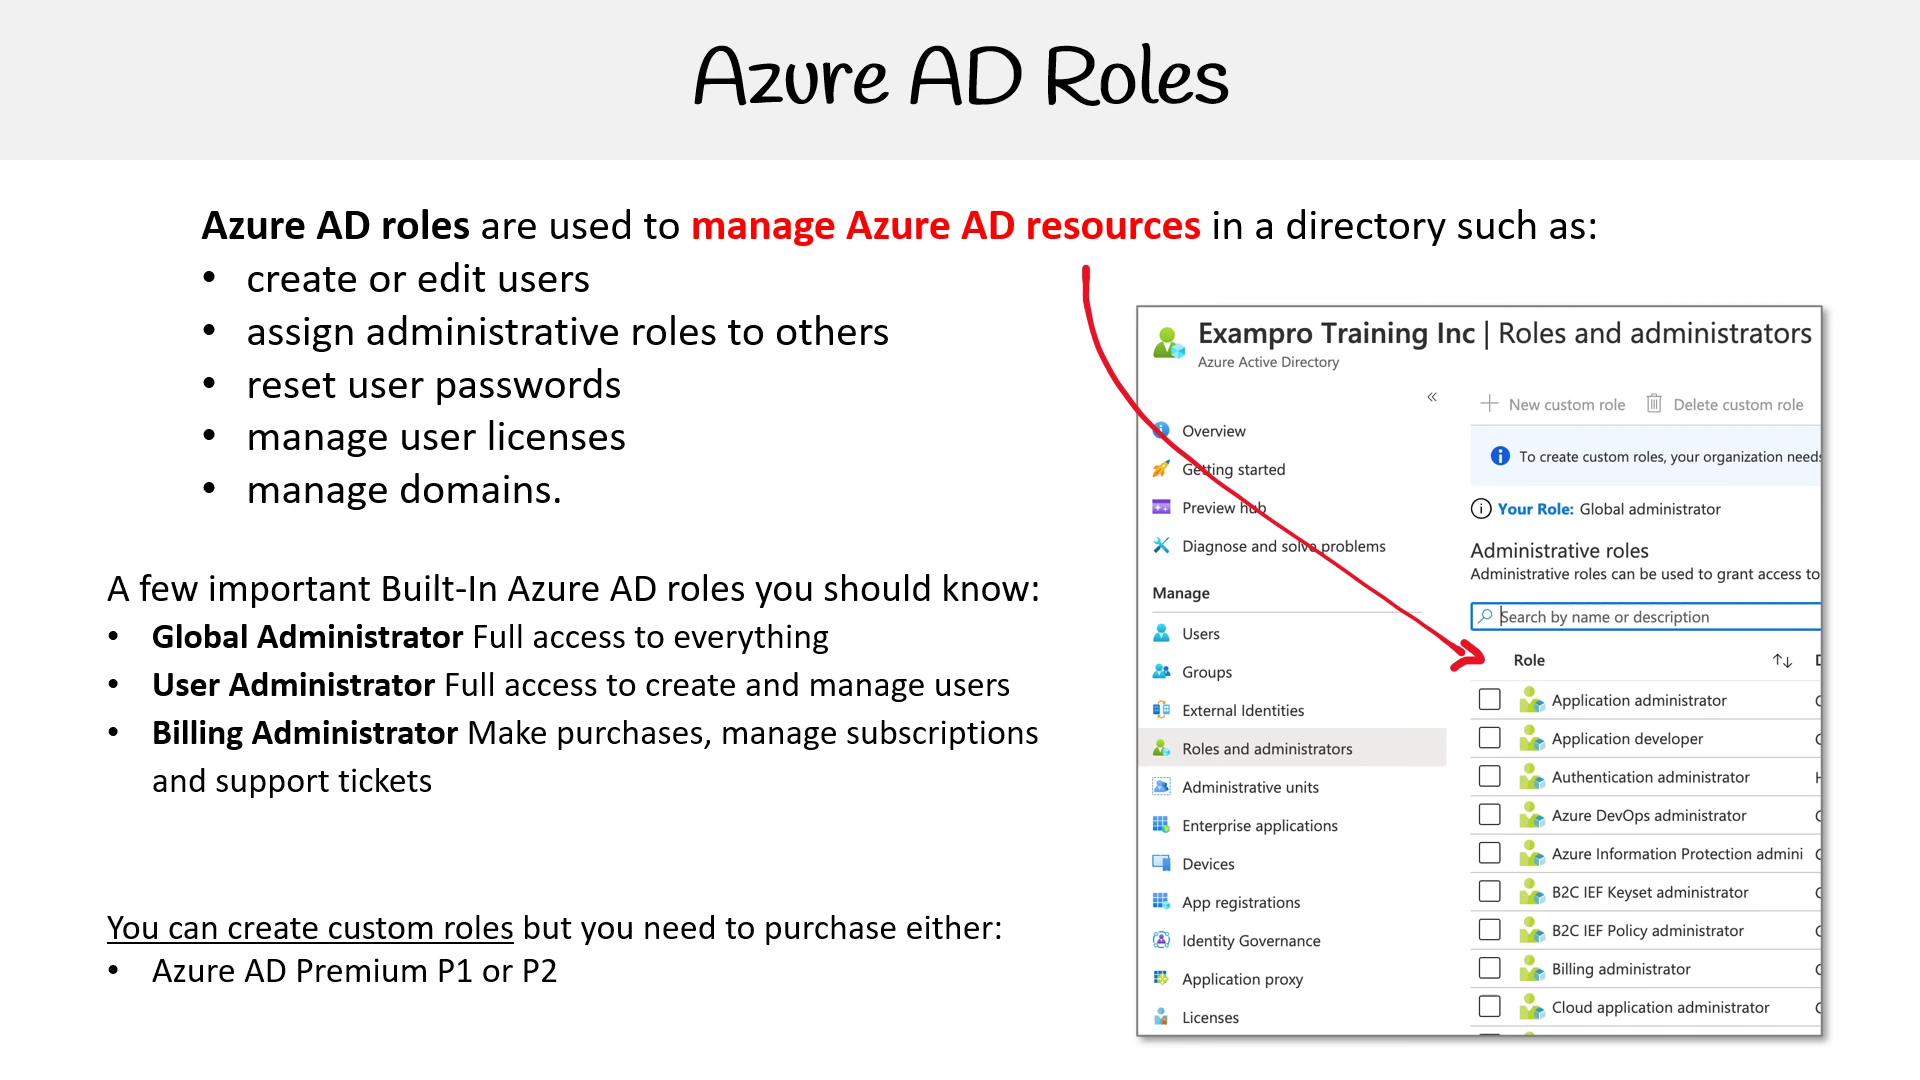 Azure AD Roles
Azure AD roles are used to manage Azure AD resources in a directory such as:
• create or edit users
• assign administrative roles to others
• reset user passwords
• manage user licenses
• manage domains.
A few important Built-In Azure AD roles you should know:
• Global Administrator Full access to everything
• User Administrator Full access to create and manage users
• Billing Administrator Make purchases, manage subscriptions
and support tickets
You can create custom roles but you need to purchase either:
• Azure AD Premium P1 or P2
Exampro Training Inc | Roles and administrators
Azure Active Directory
«
Overview
Getting started
Preview hub
Diagnose and solve problems
Manage
Users
Groups
External Identities
Roles and administrators
Administrative units
Enterprise applications
Devices
App registrations
Identity Governance
Application proxy
Licenses
New custom role Delete custom role
To create custom roles, your organization needs
Your Role: Global administrator
Administrative roles
Administrative roles can be used to grant access to
Search by name or description
Role
Application administrator
Application developer
Authentication administrator
Azure DevOps administrator
Azure Information Protection admini
B2C IEF Keyset administrator
B2C IEF Policy administrator
Billing administrator
Cloud application administrator